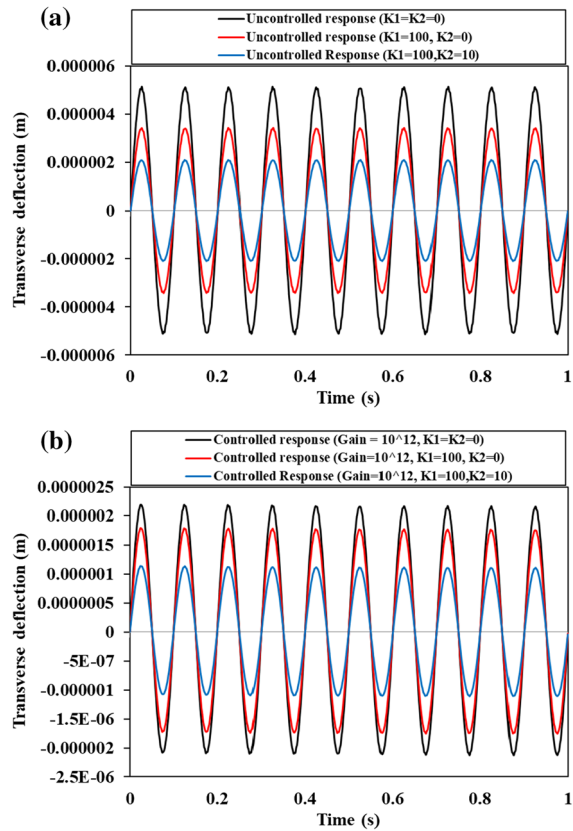 (a)
Uncontrolled response (K1=K2=0)
Uncontrolled response (K1=100, K2=0)
Uncontrolled Response (K1=100,K2=10)
0.000006
0.000004
0.000002
0
-0.000002
-0.000004
-0.000006
Transverse deflection (m)
0 0.2 0.4 0.6 0.8 1
Time (s)
(b)
Controlled response (Gain = 10^12, K1=K2=0)
Controlled response (Gain=10^12, K1=100, K2=0)
Controlled Response (Gain=10^12, K1=100,K2=10)
0.0000025
0.000002
0.0000015
0.000001
0.0000005
0
-5E-07
-0.000001
-1.5E-06
-0.000002
-2.5E-06
Transverse deflection (m)
0 0.2 0.4 0.6 0.8 1
Time (s)